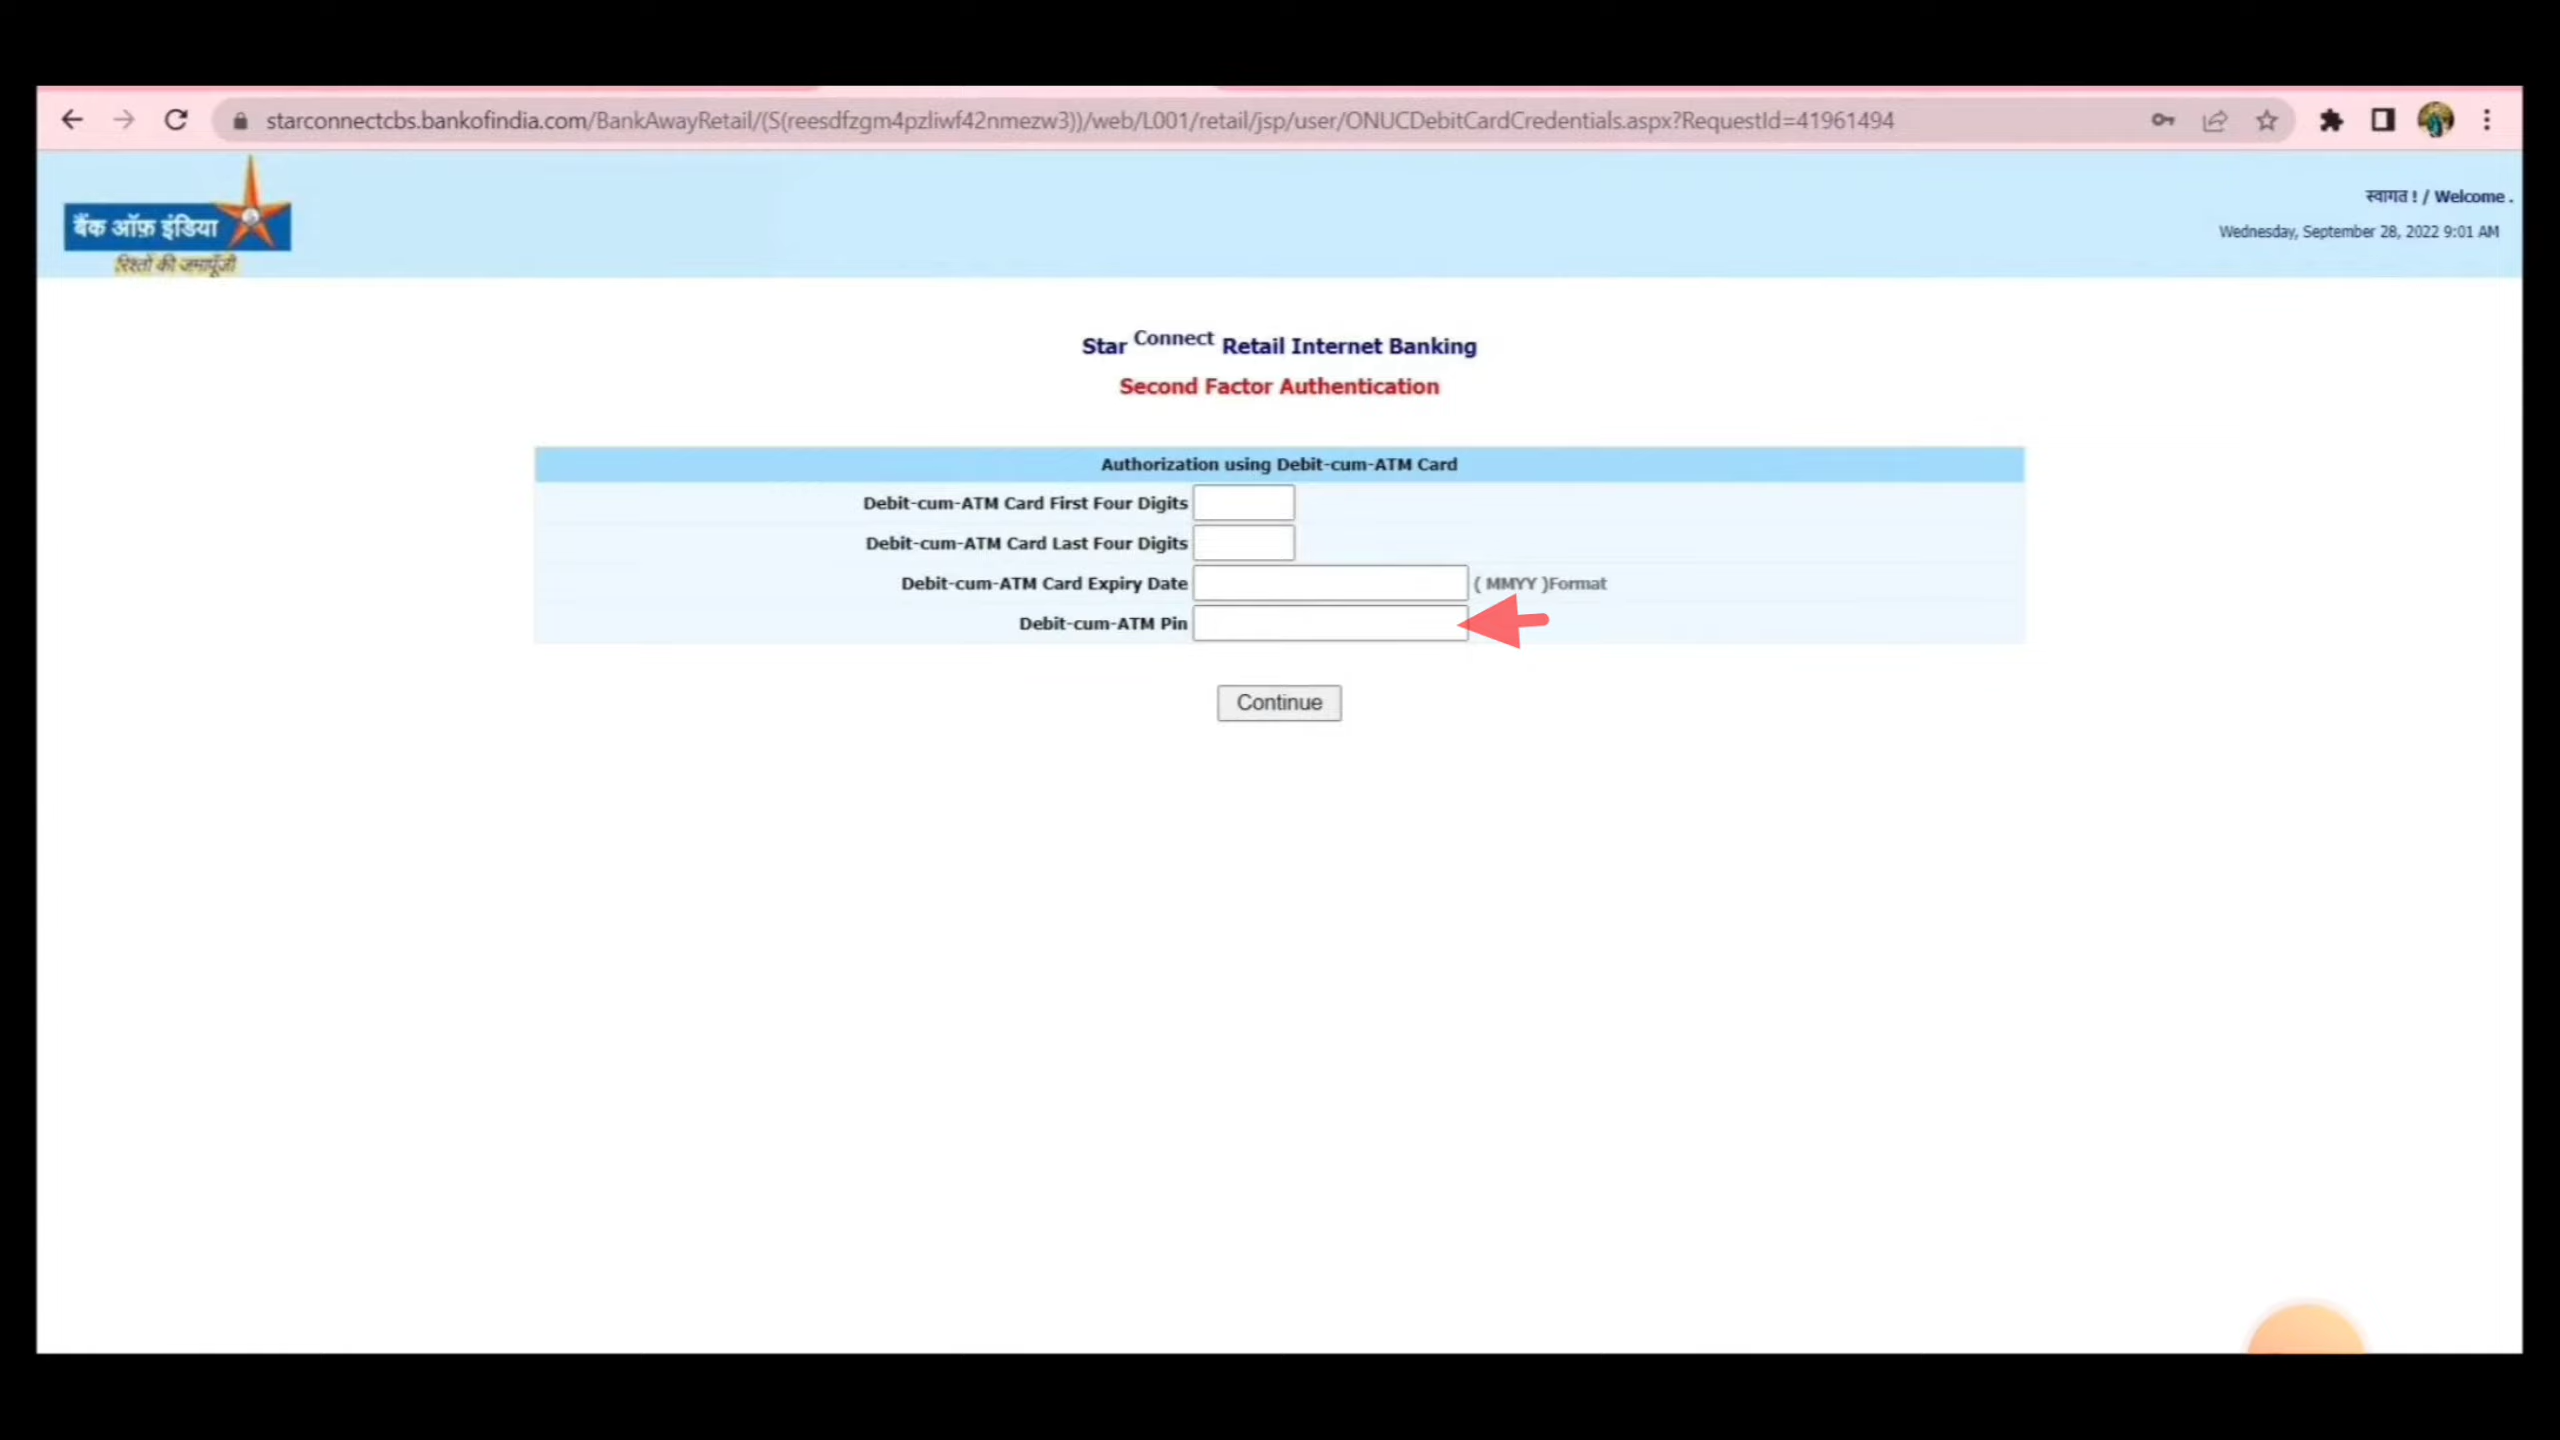 starconnectcbs.bankofindia.com/BankAwayRetail/(S(reesdfzgm4pzliwf42nmezw3))/web/L001/retail/jsp/user/ONUCDebitCardCredentials.aspx?RequestId=41961494
बैंक ऑफ़ इंडिया
रिश्तों की जमापूँजी
स्वागत ! / Welcome .
Wednesday, September 28, 2022 9:01 AM
Star Connect Retail Internet Banking
Second Factor Authentication
Authorization using Debit-cum-ATM Card
Debit-cum-ATM Card First Four Digits
Debit-cum-ATM Card Last Four Digits
Debit-cum-ATM Card Expiry Date ( MMYY )Format
Debit-cum-ATM Pin
Continue